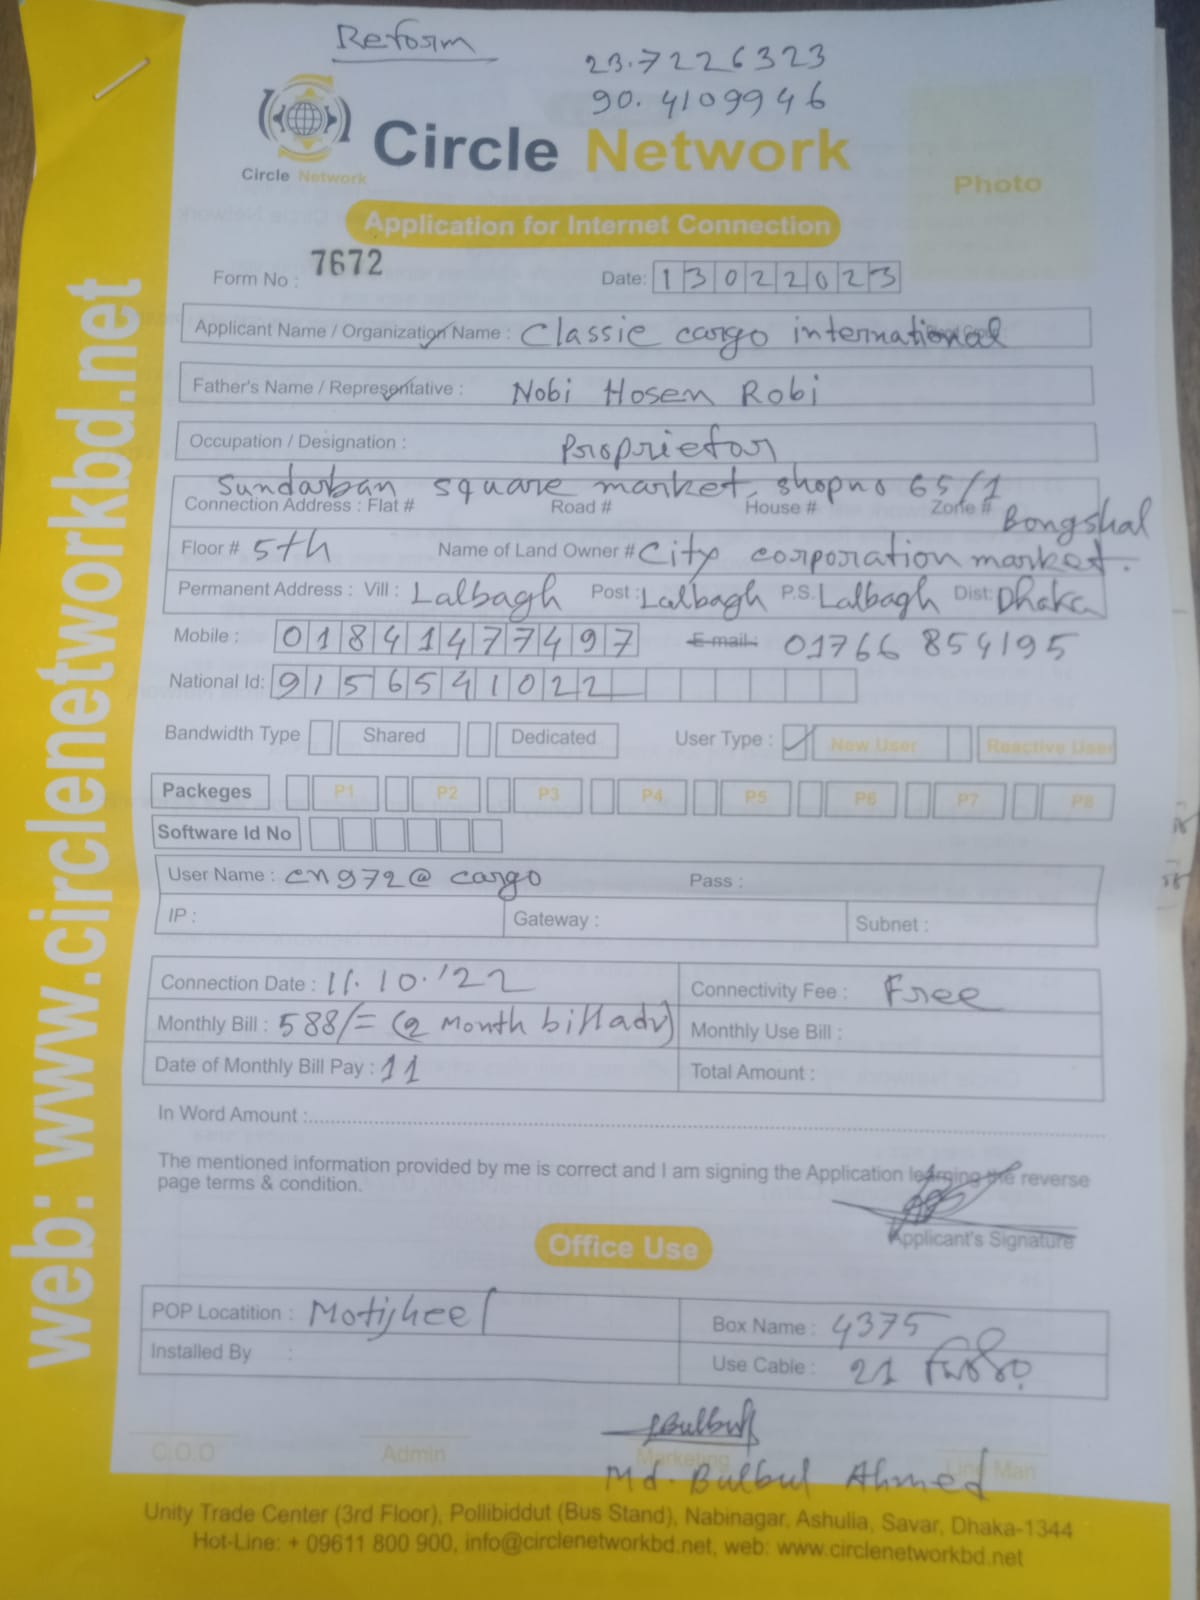 Reform
23.7226323
90.4109946
Circle Network
Circle Network
Photo
Application for Internet Connection
Form No : 7672
Date: 13022023
Applicant Name / Organization Name : Classic cargo international
Father's Name / Representative : Nobi Hosen Robi
Occupation / Designation : Proprietor
Sundarban square market, shop no 65/1
Connection Address : Flat # Road # House # Zone # Bongshal
Floor # 5th Name of Land Owner # City corporation market.
Permanent Address : Vill : Lalbagh Post : Lalbagh P.S. Lalbagh Dist: Dhaka
Mobile : 01841477497 E-mail : 01766 854195
National Id: 9156541022
Bandwidth Type Shared Dedicated User Type : New User Reactive User
Packeges P1 P2 P3 P4 P5 P6 P7 P8
Software Id No
User Name : cn972@cargo Pass :
IP : Gateway : Subnet :
Connection Date : 11.10.'22 Connectivity Fee : Free
Monthly Bill : 588/= (2 Month bill adv) Monthly Use Bill :
Date of Monthly Bill Pay : 11 Total Amount :
In Word Amount :
The mentioned information provided by me is correct and I am signing the Application learning the reverse
page terms & condition.
Applicant's Signature
Office Use
POP Locatition : Motijheel Box Name : 4375
Installed By : Use Cable : 21
Bulbul
C.O.O Admin Marketing Line Man
Md. Bulbul Ahmed
Unity Trade Center (3rd Floor), Pollibiddut (Bus Stand), Nabinagar, Ashulia, Savar, Dhaka-1344
Hot-Line: + 09611 800 900, info@circlenetworkbd.net, web: www.circlenetworkbd.net
web: www.circlenetworkbd.net